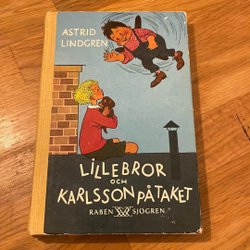 ASTRID
LINDGREN
LILLEBROR
OCH
KARLSSON PÅ TAKET
RABÉN SJÖGREN